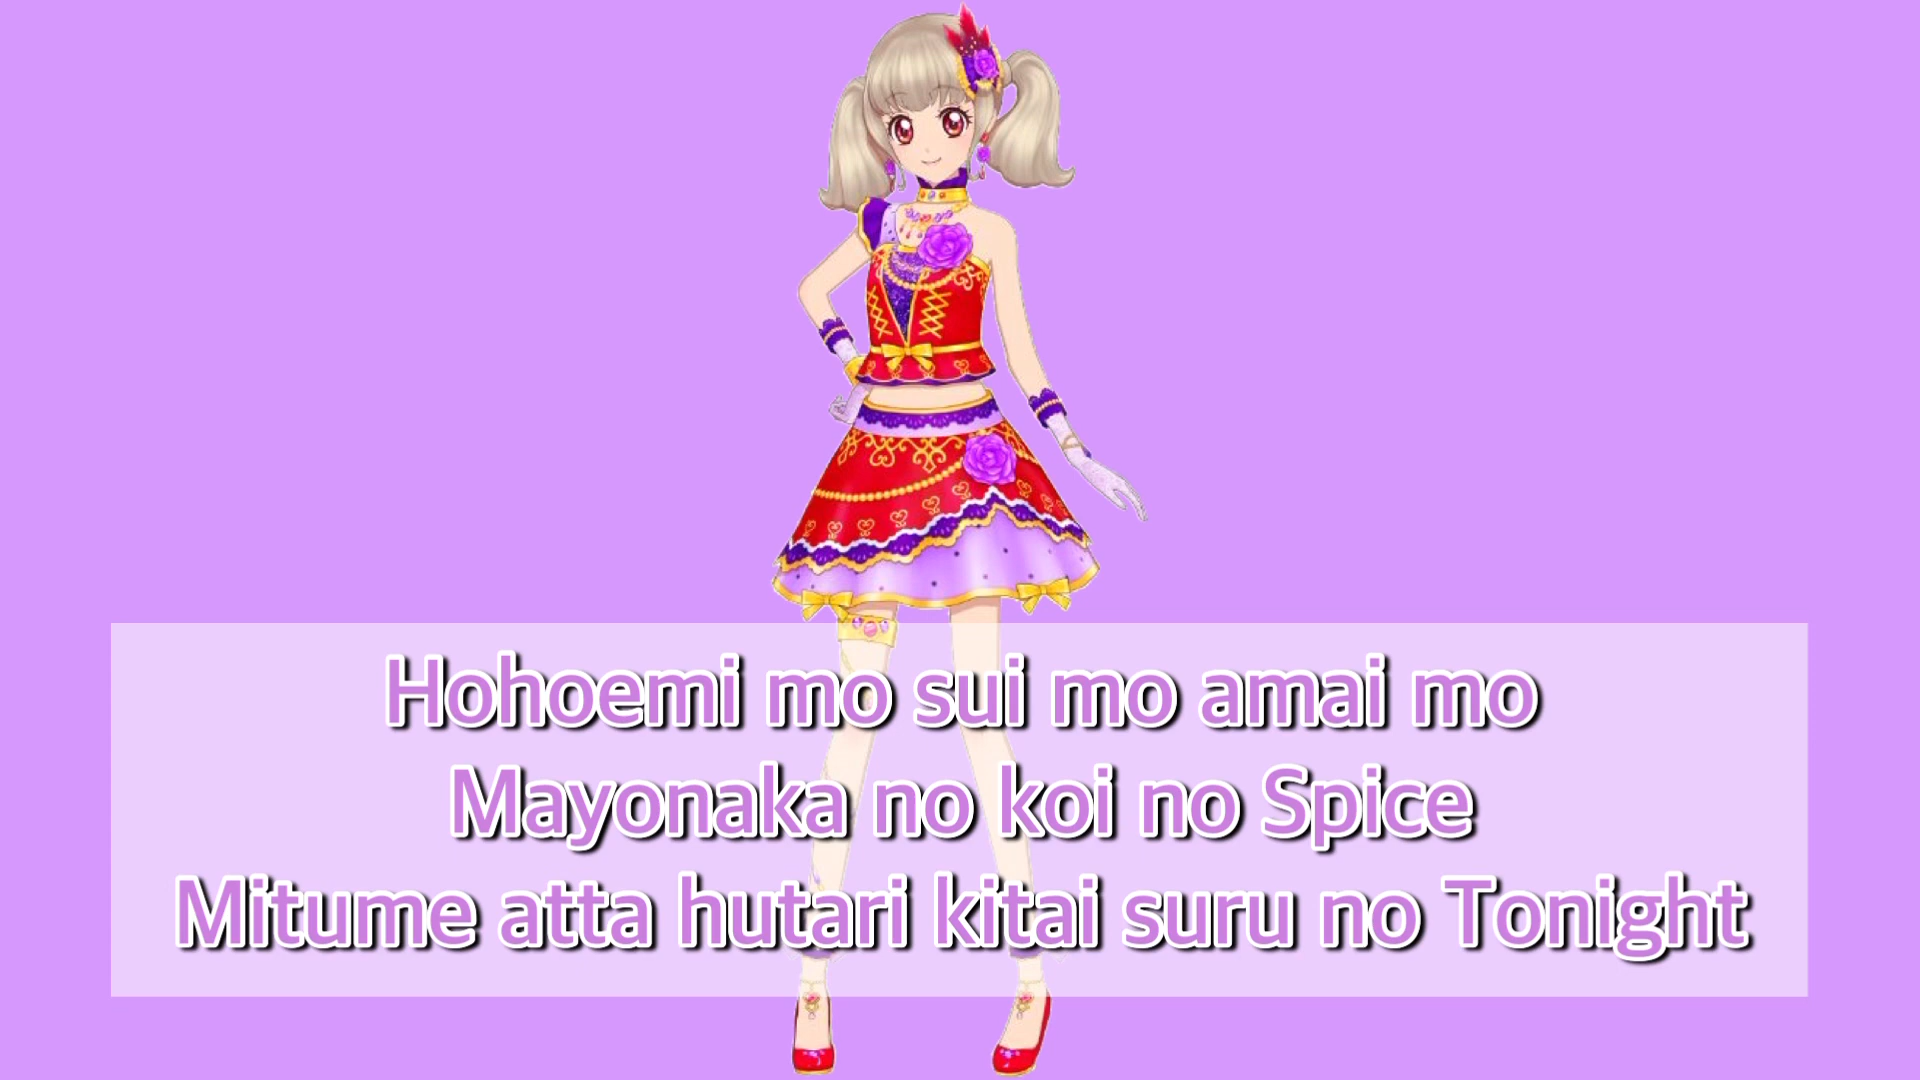 Hohoemi mo sui mo amai mo
Mayonaka no koi no Spice
Mitume atta hutari kitai suru no Tonight